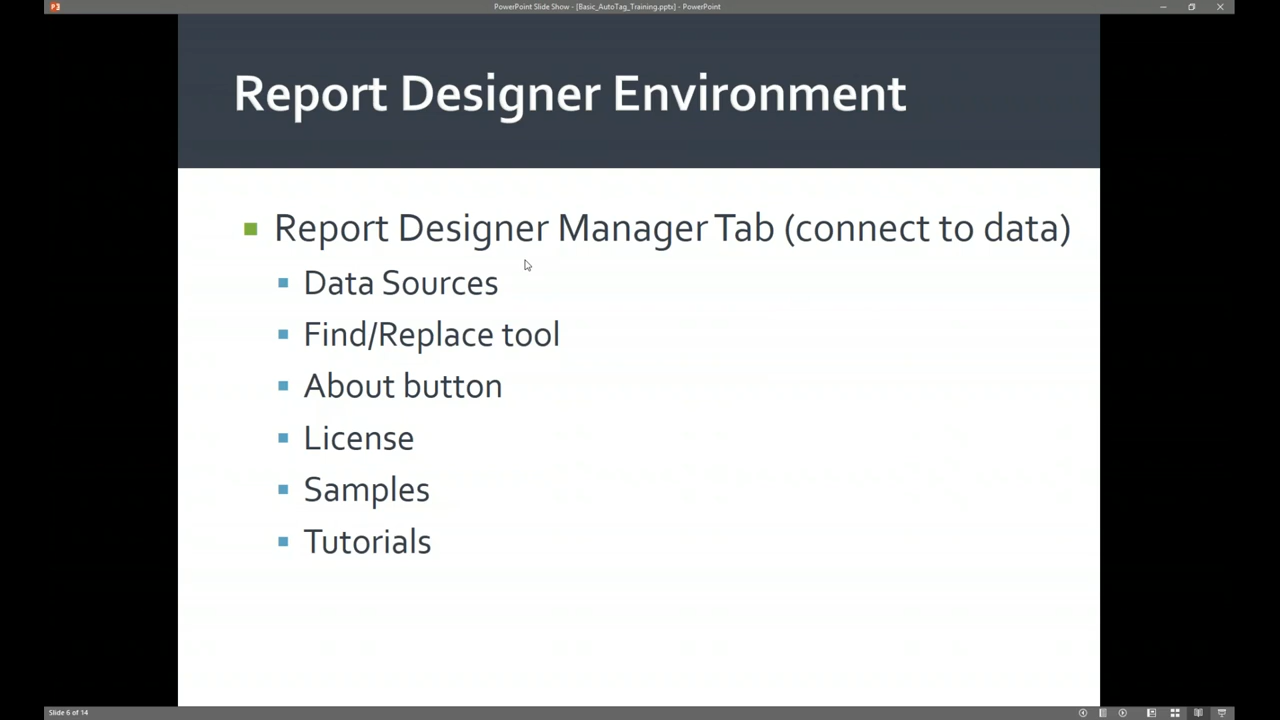 PowerPoint Slide Show - [Basic_AutoTag_Training.pptx] - PowerPoint
Report Designer Environment
Report Designer Manager Tab (connect to data)
Data Sources
Find/Replace tool
About button
License
Samples
Tutorials
Slide 6 of 14